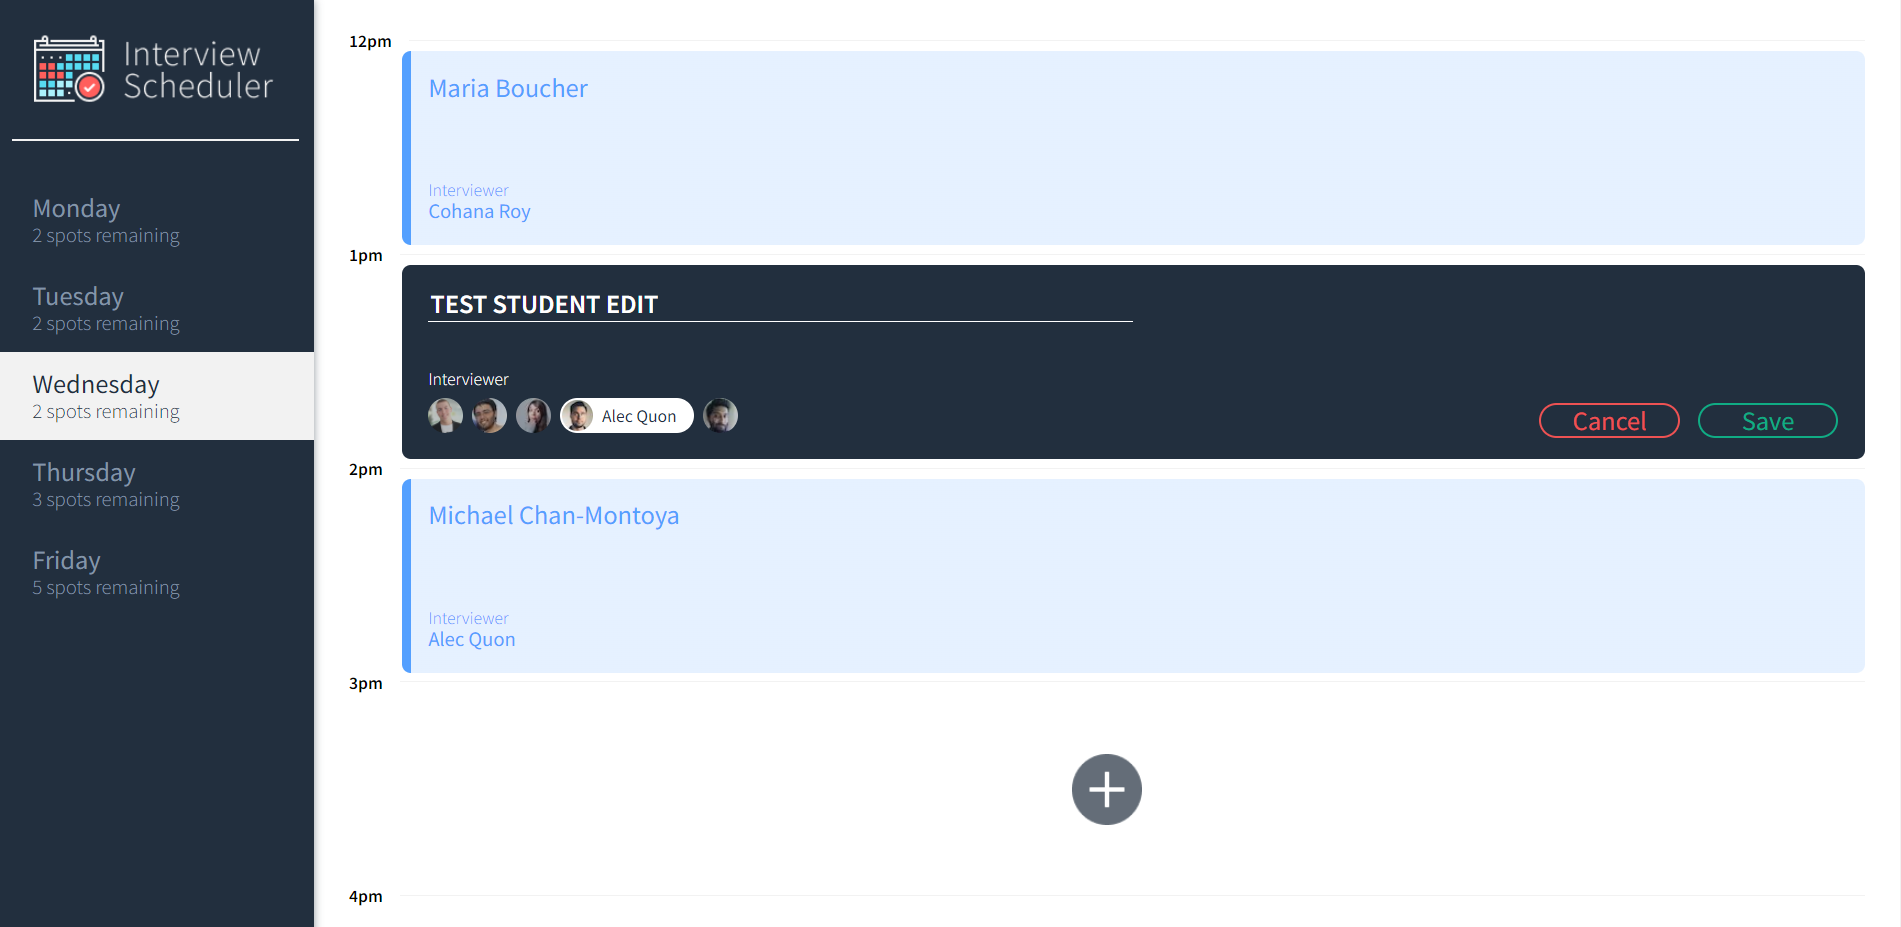 Interview
Scheduler
Monday
2 spots remaining
Tuesday
2 spots remaining
Wednesday
2 spots remaining
Thursday
3 spots remaining
Friday
5 spots remaining
12pm
Maria Boucher
Interviewer
Cohana Roy
1pm
TEST STUDENT EDIT
Interviewer
Alec Quon
Cancel
Save
2pm
Michael Chan-Montoya
Interviewer
Alec Quon
3pm
4pm